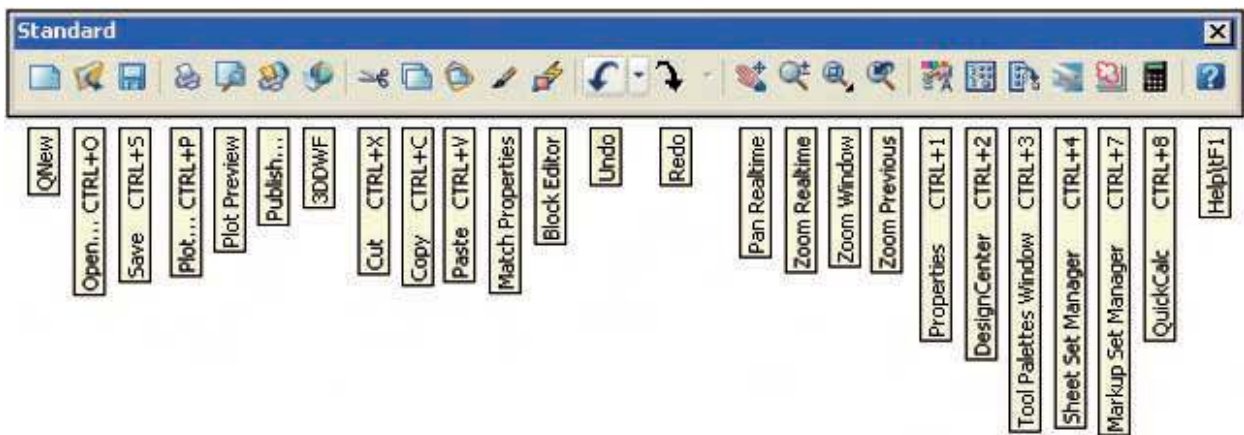 Standard
QNew
Open... CTRL+O
Save CTRL+S
Plot... CTRL+P
Plot Preview
Publish...
3DDWF
Cut CTRL+X
Copy CTRL+C
Paste CTRL+V
Match Properties
Block Editor
Undo
Redo
Pan Realtime
Zoom Realtime
Zoom Window
Zoom Previous
Properties CTRL+1
DesignCenter CTRL+2
Tool Palettes Window CTRL+3
Sheet Set Manager CTRL+4
Markup Set Manager CTRL+7
QuickCalc CTRL+8
Help\tF1